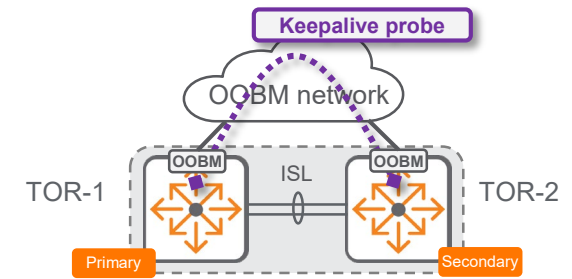 Keepalive probe
OOBM network
OOBM
OOBM
ISL
TOR-1
TOR-2
Primary
Secondary